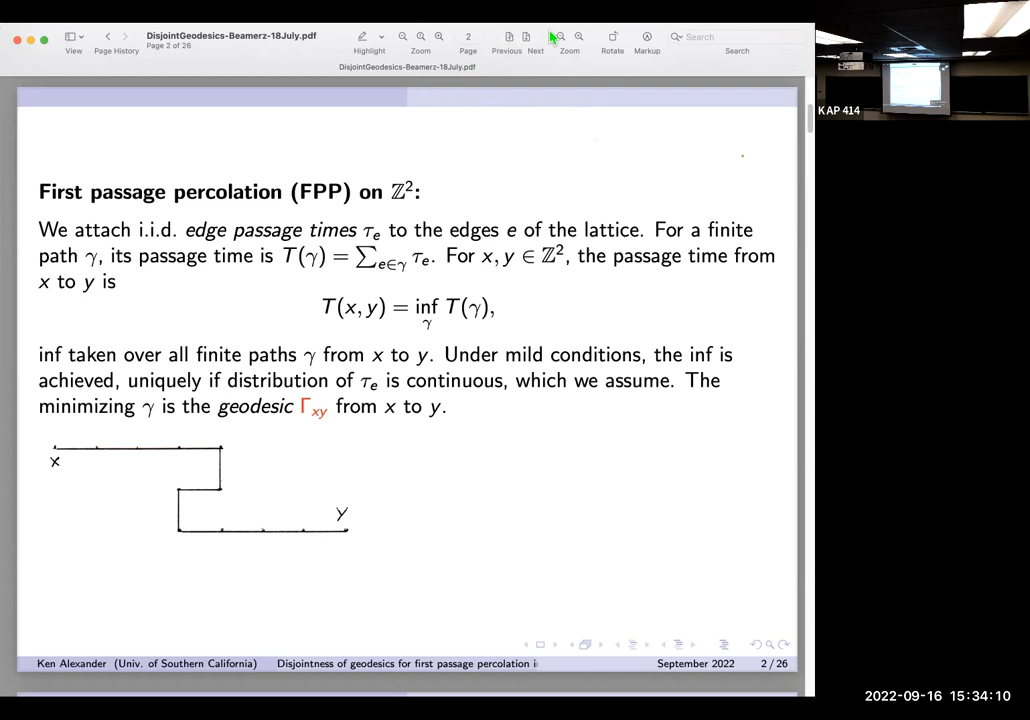 DisjointGeodesics-Beamerz-18July.pdf
Page 2 of 26
View
Page History
Highlight
Zoom
2
Page
Previous
Next
Zoom
Rotate
Markup
Search
Search
DisjointGeodesics-Beamerz-18July.pdf
KAP 414
First passage percolation (FPP) on ℤ²:
We attach i.i.d. edge passage times τ_e to the edges e of the lattice. For a finite
path γ, its passage time is T(γ) = ∑_{e∈γ} τ_e. For x, y ∈ ℤ², the passage time from
x to y is
T(x, y) = inf_γ T(γ),
inf taken over all finite paths γ from x to y. Under mild conditions, the inf is
achieved, uniquely if distribution of τ_e is continuous, which we assume. The
minimizing γ is the geodesic Γ_{xy} from x to y.
x
y
Ken Alexander (Univ. of Southern California)
Disjointness of geodesics for first passage percolation i
September 2022
2 / 26
2022-09-16 15:34:10